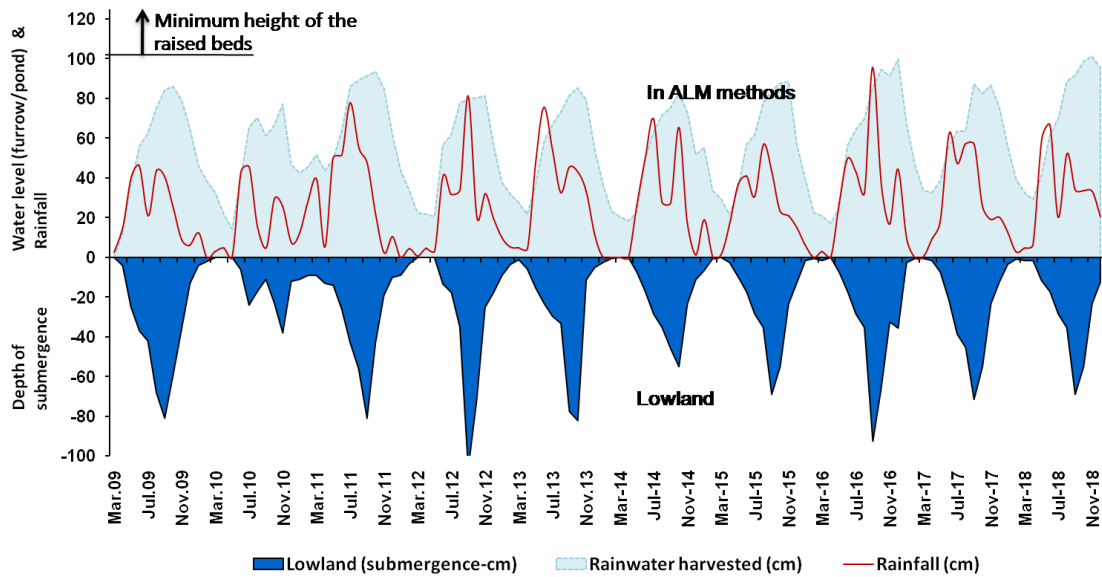 Water level (furrow/pond) &
Rainfall
Depth of
submergence
120
100
80
60
40
20
0
-20
-40
-60
-80
-100
Minimum height of the
raised beds
In ALM methods
Lowland
Mar.09
Jul.09
Nov.09
Mar.10
Jul.10
Nov.10
Mar.11
Jul.11
Nov.11
Mar.12
Jul.12
Nov.12
Mar.13
Jul.13
Nov.13
Mar-14
Jul-14
Nov-14
Mar-15
Jul-15
Nov-15
Mar-16
Jul-16
Nov-16
Mar-17
Jul-17
Nov-17
Mar-18
Jul-18
Nov-18
Lowland (submergence-cm)
Rainwater harvested (cm)
Rainfall (cm)